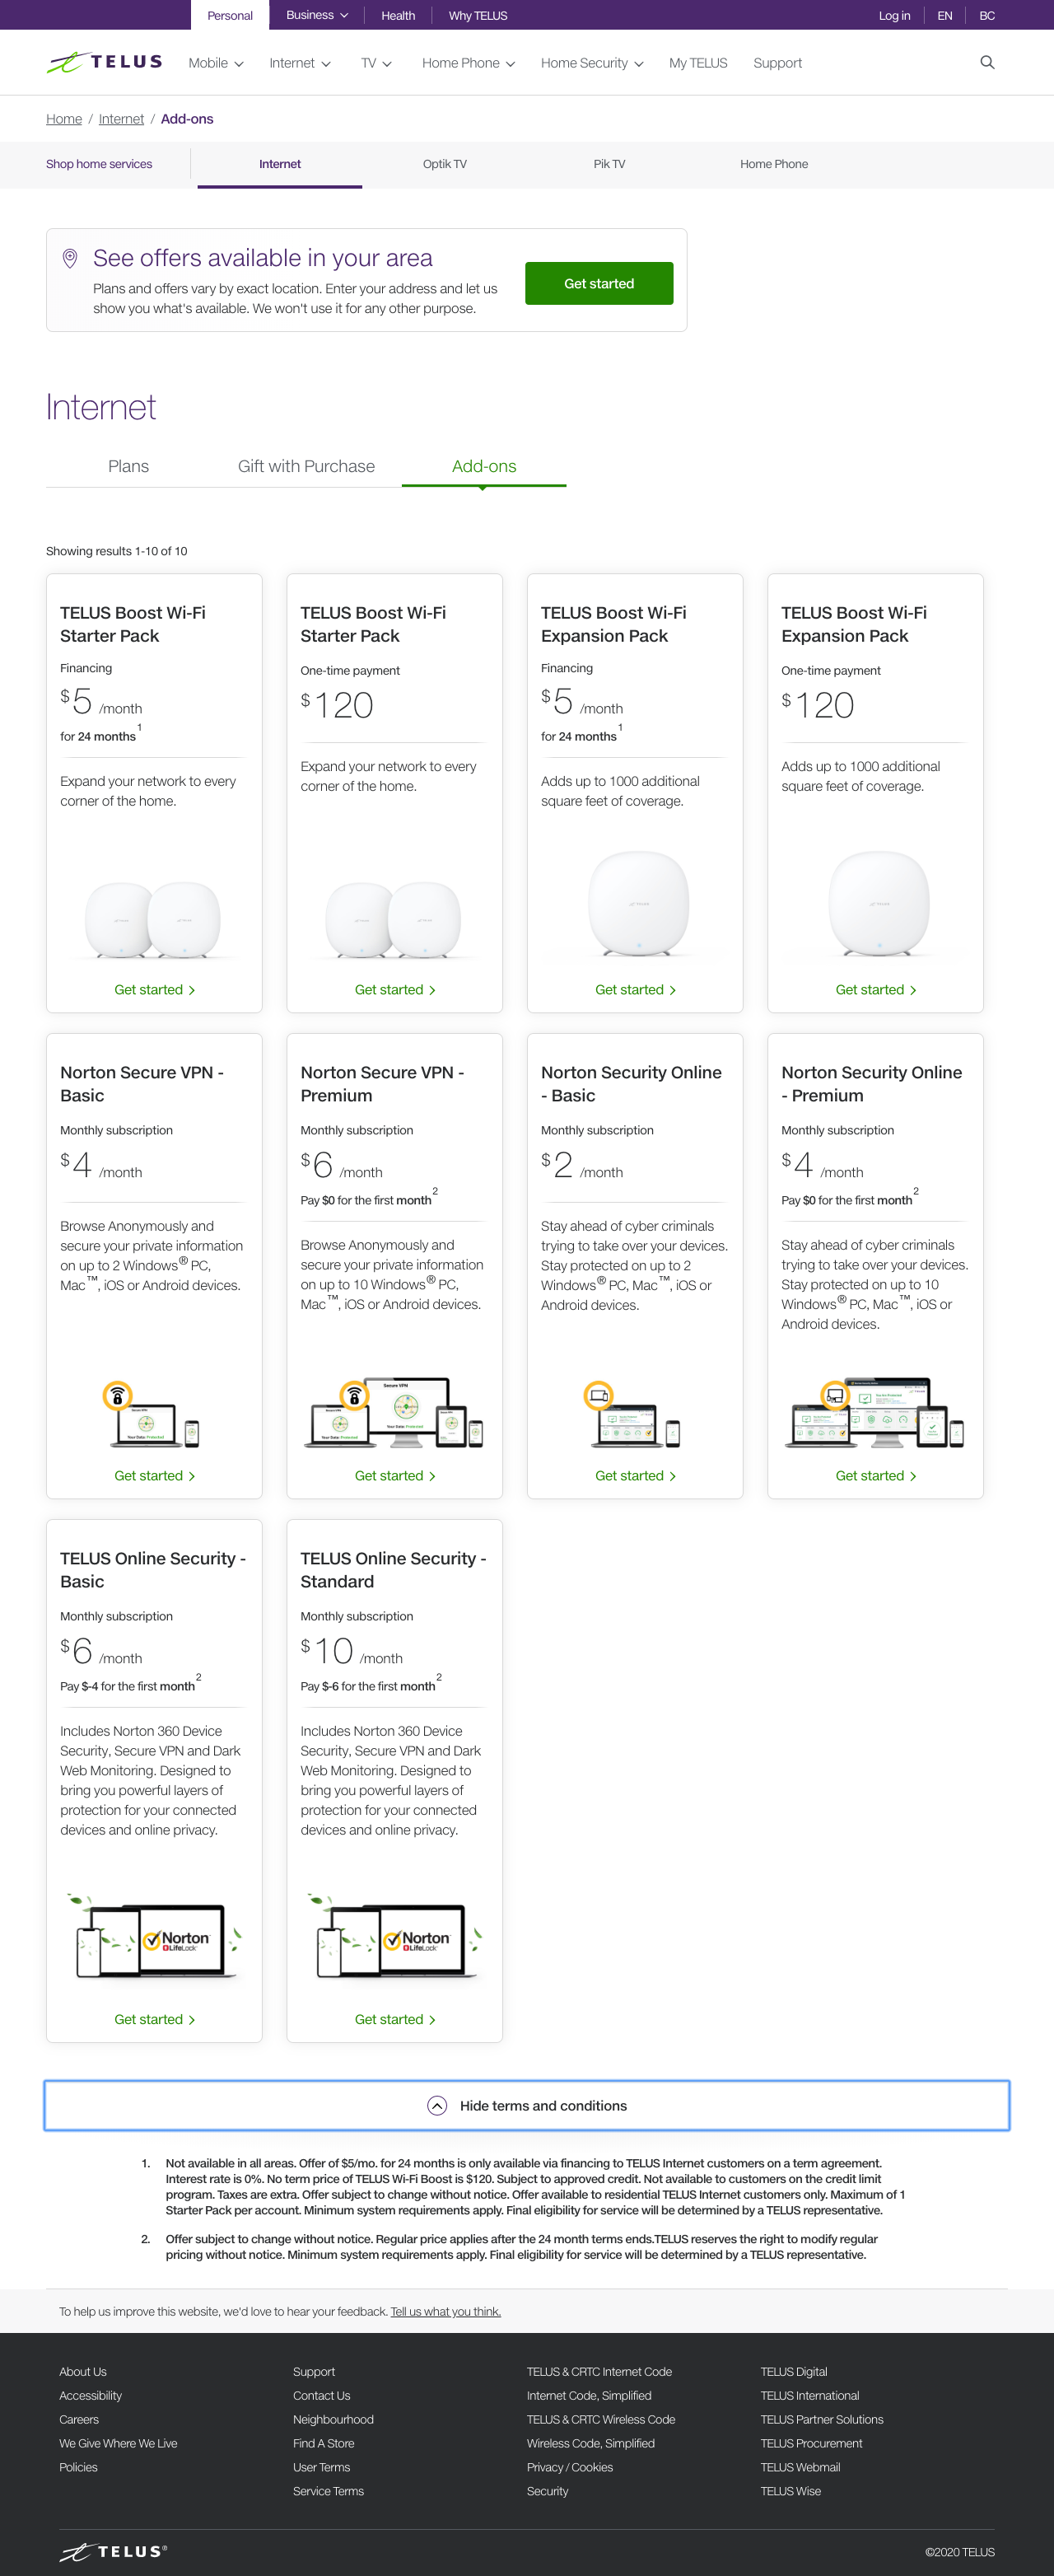 Personal Business Health Why TELUS Log in EN BC
TELUS Mobile Internet TV Home Phone Home Security My TELUS Support
Home / Internet / Add-ons
Shop home services Internet Optik TV Pik TV Home Phone
See offers available in your area
Plans and offers vary by exact location. Enter your address and let us
show you what's available. We won't use it for any other purpose.
Get started
Internet
Plans Gift with Purchase Add-ons
Showing results 1-10 of 10
TELUS Boost Wi-Fi
Starter Pack
Financing
$5 /month
for 24 months1
Expand your network to every
corner of the home.
Get started
TELUS Boost Wi-Fi
Starter Pack
One-time payment
$120
Expand your network to every
corner of the home.
Get started
TELUS Boost Wi-Fi
Expansion Pack
Financing
$5 /month
for 24 months1
Adds up to 1000 additional
square feet of coverage.
Get started
TELUS Boost Wi-Fi
Expansion Pack
One-time payment
$120
Adds up to 1000 additional
square feet of coverage.
Get started
Norton Secure VPN -
Basic
Monthly subscription
$4 /month
Browse Anonymously and
secure your private information
on up to 2 Windows® PC,
Mac™, iOS or Android devices.
Get started
Norton Secure VPN -
Premium
Monthly subscription
$6 /month
Pay $0 for the first month2
Browse Anonymously and
secure your private information
on up to 10 Windows® PC,
Mac™, iOS or Android devices.
Secure VPN
Get started
Norton Security Online
- Basic
Monthly subscription
$2 /month
Stay ahead of cyber criminals
trying to take over your devices.
Stay protected on up to 2
Windows® PC, Mac™, iOS or
Android devices.
Get started
Norton Security Online
- Premium
Monthly subscription
$4 /month
Pay $0 for the first month2
Stay ahead of cyber criminals
trying to take over your devices.
Stay protected on up to 10
Windows® PC, Mac™, iOS or
Android devices.
Get started
TELUS Online Security -
Basic
Monthly subscription
$6 /month
Pay $-4 for the first month2
Includes Norton 360 Device
Security, Secure VPN and Dark
Web Monitoring. Designed to
bring you powerful layers of
protection for your connected
devices and online privacy.
Norton
LifeLock
Get started
TELUS Online Security -
Standard
Monthly subscription
$10 /month
Pay $-6 for the first month2
Includes Norton 360 Device
Security, Secure VPN and Dark
Web Monitoring. Designed to
bring you powerful layers of
protection for your connected
devices and online privacy.
Norton
LifeLock
Get started
Hide terms and conditions
1. Not available in all areas. Offer of $5/mo. for 24 months is only available via financing to TELUS Internet customers on a term agreement.
Interest rate is 0%. No term price of TELUS Wi-Fi Boost is $120. Subject to approved credit. Not available to customers on the credit limit
program. Taxes are extra. Offer subject to change without notice. Offer available to residential TELUS Internet customers only. Maximum of 1
Starter Pack per account. Minimum system requirements apply. Final eligibility for service will be determined by a TELUS representative.
2. Offer subject to change without notice. Regular price applies after the 24 month terms ends.TELUS reserves the right to modify regular
pricing without notice. Minimum system requirements apply. Final eligibility for service will be determined by a TELUS representative.
To help us improve this website, we'd love to hear your feedback. Tell us what you think.
About Us
Accessibility
Careers
We Give Where We Live
Policies
Support
Contact Us
Neighbourhood
Find A Store
User Terms
Service Terms
TELUS & CRTC Internet Code
Internet Code, Simplified
TELUS & CRTC Wireless Code
Wireless Code, Simplified
Privacy / Cookies
Security
TELUS Digital
TELUS International
TELUS Partner Solutions
TELUS Procurement
TELUS Webmail
TELUS Wise
TELUS® ©2020 TELUS